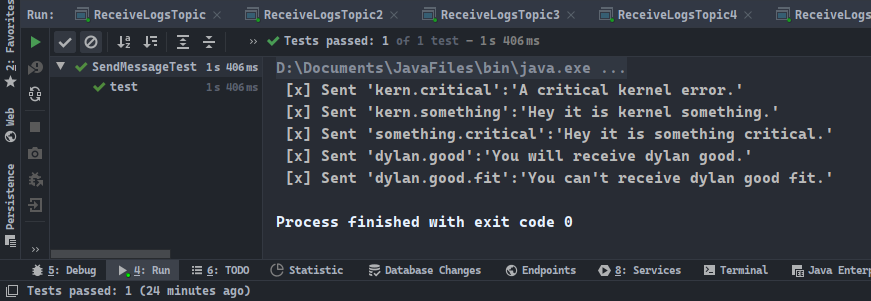 Run: ReceiveLogsTopic ReceiveLogsTopic2 ReceiveLogsTopic3 ReceiveLogsTopic4 ReceiveLogs
Tests passed: 1 of 1 test – 1 s 406 ms
SendMessageTest 1 s 406 ms
test 1 s 406 ms
D:\Documents\JavaFiles\bin\java.exe ...
[x] Sent 'kern.critical':'A critical kernel error.'
[x] Sent 'kern.something':'Hey it is kernel something.'
[x] Sent 'something.critical':'Hey it is something critical.'
[x] Sent 'dylan.good':'You will receive dylan good.'
[x] Sent 'dylan.good.fit':'You can't receive dylan good fit.'
Process finished with exit code 0
2: Favorites
Web
Persistence
5: Debug 4: Run 6: TODO Statistic Database Changes Endpoints 8: Services Terminal Java Enterp
Tests passed: 1 (24 minutes ago)